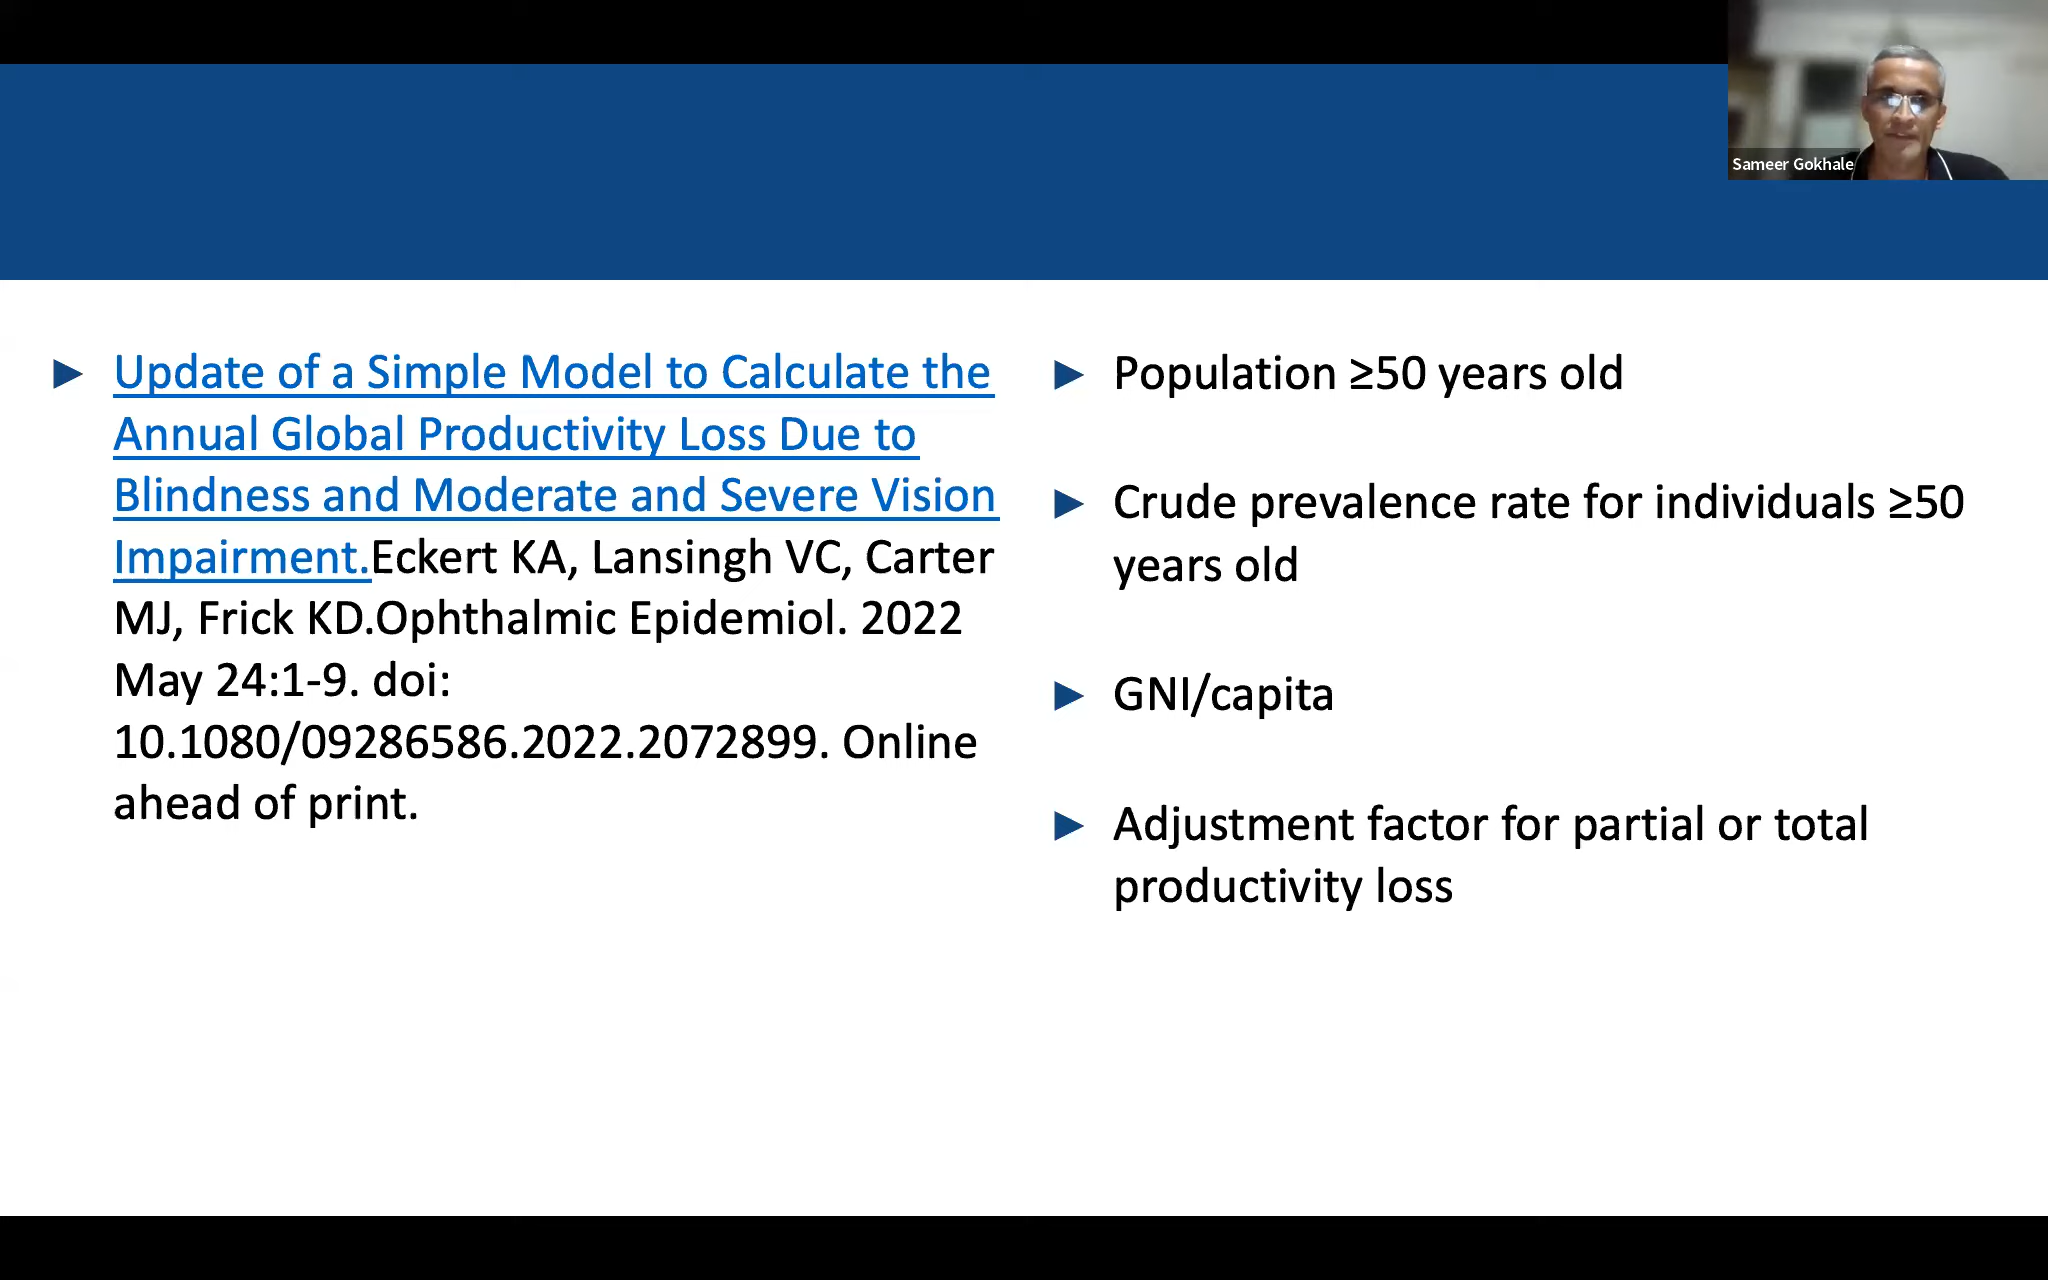 Sameer Gokhale
Update of a Simple Model to Calculate the
Annual Global Productivity Loss Due to
Blindness and Moderate and Severe Vision
Impairment.Eckert KA, Lansingh VC, Carter
MJ, Frick KD.Ophthalmic Epidemiol. 2022
May 24:1-9. doi:
10.1080/09286586.2022.2072899. Online
ahead of print.
Population ≥50 years old
Crude prevalence rate for individuals ≥50
years old
GNI/capita
Adjustment factor for partial or total
productivity loss